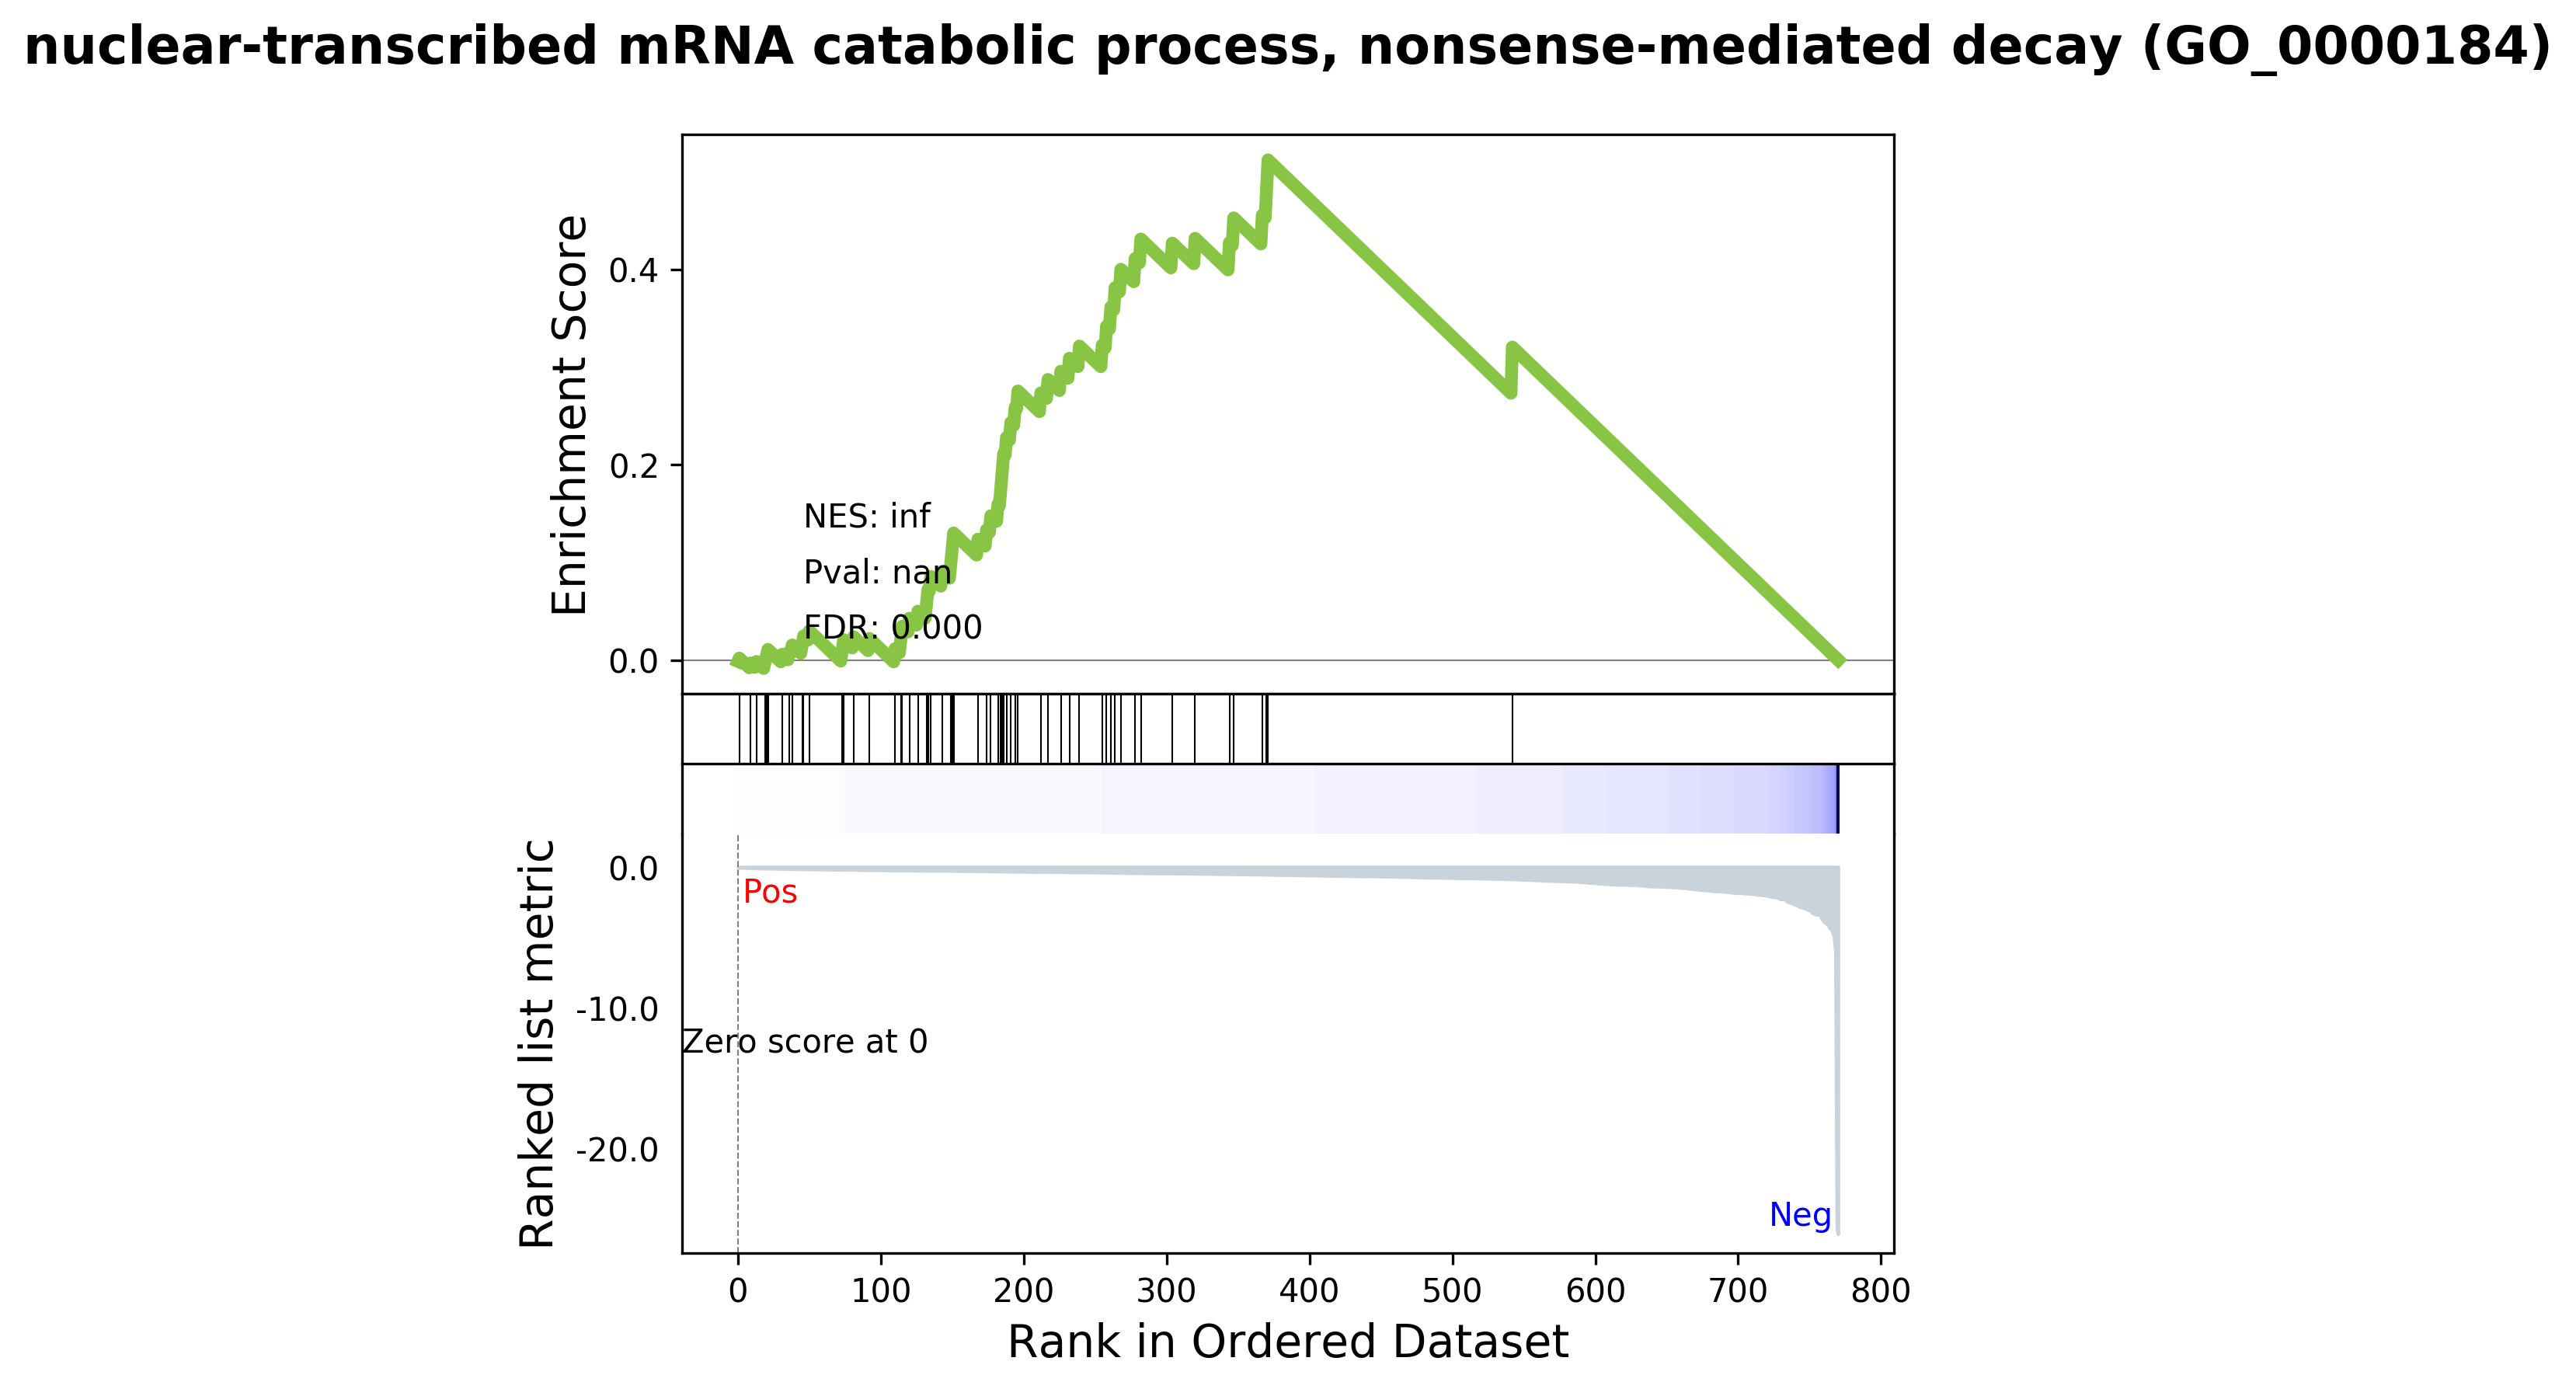 nuclear-transcribed mRNA catabolic process, nonsense-mediated decay (GO_0000184)
Enrichment Score
0.4
0.2
0.0
NES: inf
Pval: nan
FDR: 0.000
Ranked list metric
0.0
-10.0
-20.0
Pos
Zero score at 0
Neg
0 100 200 300 400 500 600 700 800
Rank in Ordered Dataset